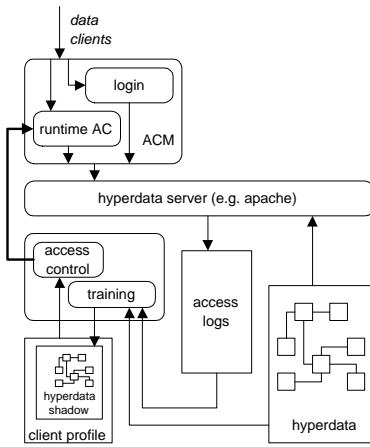 data
clients
login
runtime AC
ACM
hyperdata server (e.g. apache)
access
control
training
access
logs
hyperdata
shadow
client profile
hyperdata